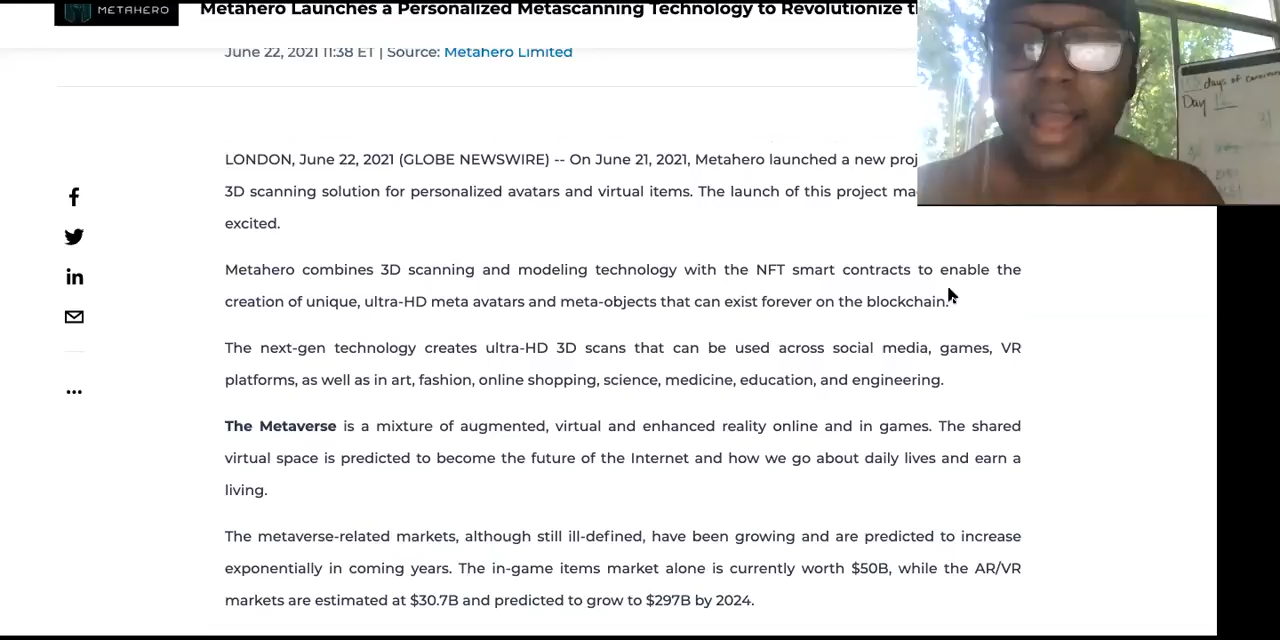 METAHERO
Metahero Launches a Personalized Metascanning Technology to Revolutionize
June 22, 2021 11:38 ET | Source: Metahero Limited
days of
Day
LONDON, June 22, 2021 (GLOBE NEWSWIRE) -- On June 21, 2021, Metahero launched a new
3D scanning solution for personalized avatars and virtual items. The launch of this project
excited.
Metahero combines 3D scanning and modeling technology with the NFT smart contracts to enable the
creation of unique, ultra-HD meta avatars and meta-objects that can exist forever on the blockchain.
The next-gen technology creates ultra-HD 3D scans that can be used across social media, games, VR
platforms, as well as in art, fashion, online shopping, science, medicine, education, and engineering.
The Metaverse is a mixture of augmented, virtual and enhanced reality online and in games. The shared
virtual space is predicted to become the future of the Internet and how we go about daily lives and earn a
living.
The metaverse-related markets, although still ill-defined, have been growing and are predicted to increase
exponentially in coming years. The in-game items market alone is currently worth $50B, while the AR/VR
markets are estimated at $30.7B and predicted to grow to $297B by 2024.